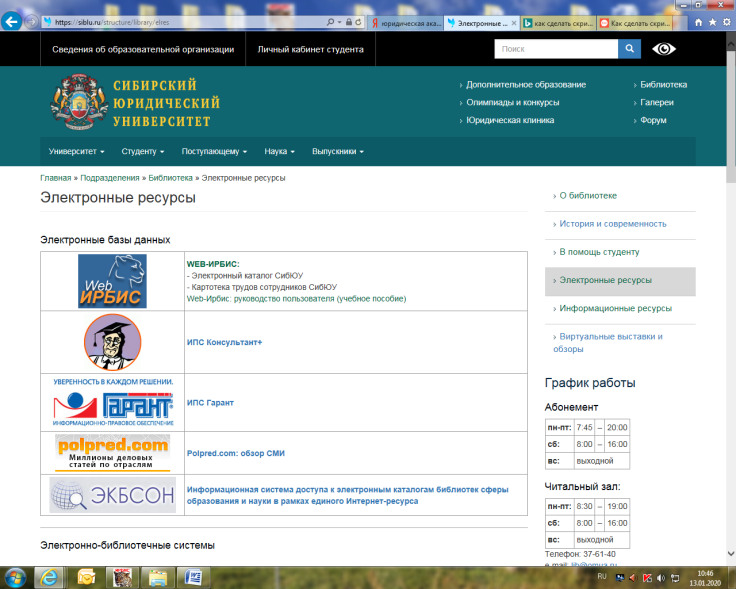 https://siblu.ru/structure/library/elres
юридическая ака...
Электронные ...
как сделать скри...
Как сделать скри...
Сведения об образовательной организации
Личный кабинет студента
Поиск
СИБИРСКИЙ
ЮРИДИЧЕСКИЙ
УНИВЕРСИТЕТ
› Дополнительное образование
› Библиотека
› Олимпиады и конкурсы
› Галереи
› Юридическая клиника
› Форум
Университет
Студенту
Поступающему
Наука
Выпускники
Главная » Подразделения » Библиотека » Электронные ресурсы
Электронные ресурсы
Электронные базы данных
Web ИРБИС
WEB-ИРБИС:
- Электронный каталог СибЮУ
- Картотека трудов сотрудников СибЮУ
Web-Ирбис: руководство пользователя (учебное пособие)
ИПС Консультант+
УВЕРЕННОСТЬ В КАЖДОМ РЕШЕНИИ.
ГАРАНТ
ИНФОРМАЦИОННО-ПРАВОВОЕ ОБЕСПЕЧЕНИЕ
ИПС Гарант
polpred.com
Миллионы деловых
статей по отраслям
Polpred.com: обзор СМИ
ЭКБСОН
Информационная система доступа к электронным каталогам библиотек сферы
образования и науки в рамках единого Интернет-ресурса
Электронно-библиотечные системы
› О библиотеке
› История и современность
› В помощь студенту
› Электронные ресурсы
› Информационные ресурсы
› Виртуальные выставки и
обзоры
График работы
Абонемент
пн-пт: 7:45 – 20:00
сб: 8:00 – 16:00
вс: выходной
Читальный зал:
пн-пт: 8:30 – 19:00
сб: 8:00 – 16:00
вс: выходной
Телефон: 37-61-40
RU
10:46
13.01.2020